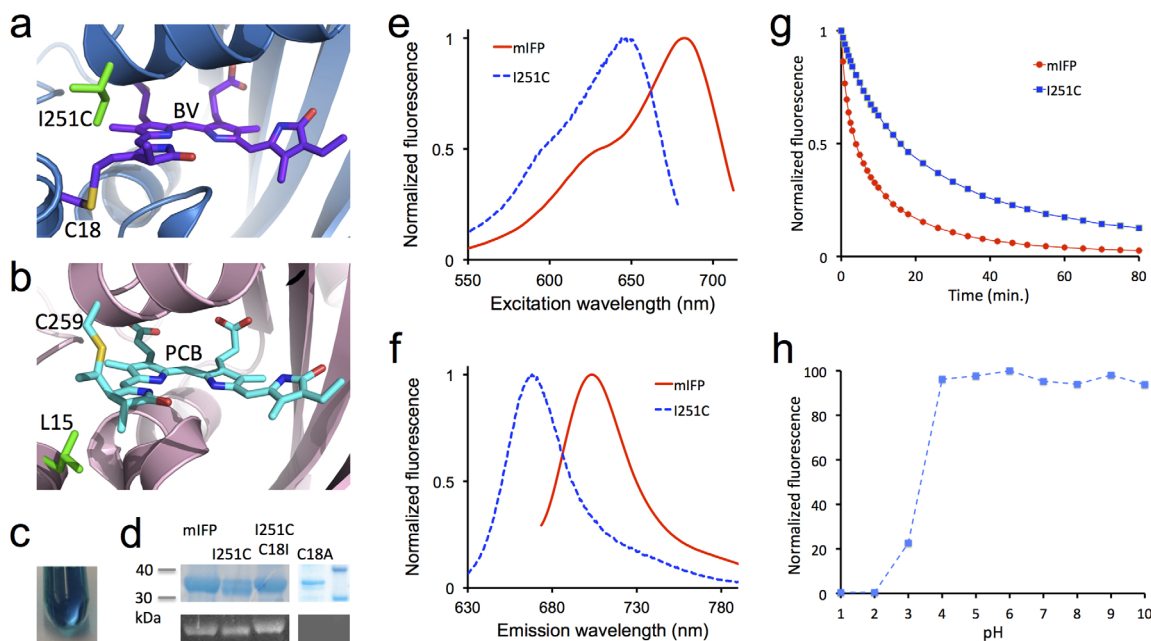 a
I251C
BV
C18
b
C259
PCB
L15
c
d
mIFP
I251C
I251C
C18I
C18A
40
30
kDa
e
mIFP
I251C
Normalized fluorescence
1
0.5
0
550
600
650
700
Excitation wavelength (nm)
f
mIFP
I251C
Normalized fluorescence
1
0.5
0
630
680
730
780
Emission wavelength (nm)
g
mIFP
I251C
Normalized fluorescence
1
0.5
0
0
20
40
60
80
Time (min.)
h
Normalized fluorescence
100
80
60
40
20
0
1 2 3 4 5 6 7 8 9 10
pH